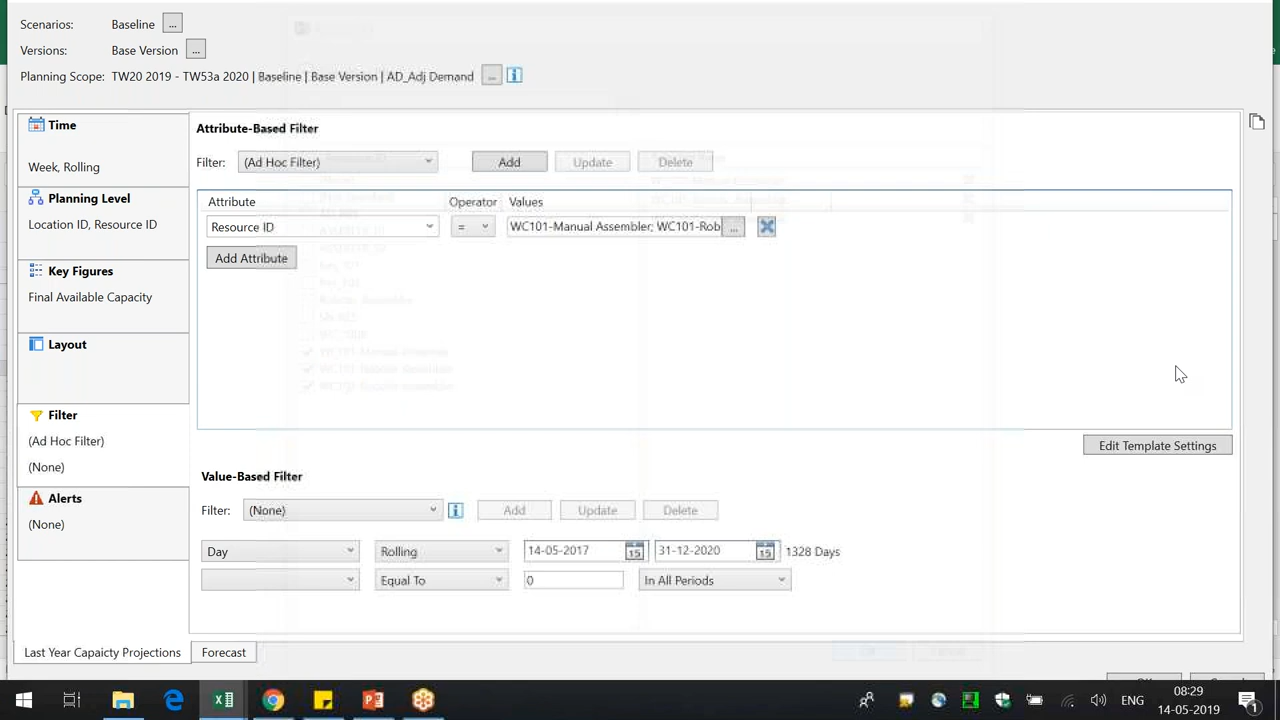 Scenarios: Baseline ...
Versions: Base Version ...
Planning Scope: TW20 2019 - TW53a 2020 | Baseline | Base Version | AD_Adj Demand ...
Time
Week, Rolling
Planning Level
Location ID, Resource ID
Key Figures
Final Available Capacity
Layout
Filter
(Ad Hoc Filter)
(None)
Alerts
(None)
Attribute-Based Filter
Filter: (Ad Hoc Filter) Add Update Delete
Attribute Operator Values
Resource ID = WC101-Manual Assembler; WC101-Rob ...
Add Attribute
Edit Template Settings
Value-Based Filter
Filter: (None) Add Update Delete
Day Rolling 14-05-2017 15 31-12-2020 15 1328 Days
Equal To 0 In All Periods
Last Year Capaicty Projections Forecast
ENG 08:29
14-05-2019
1